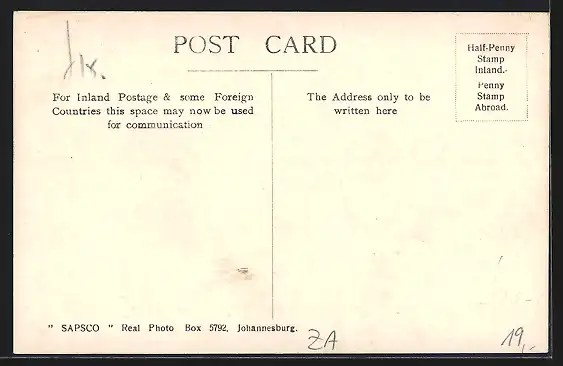 POST CARD
Half-Penny
Stamp
Inland.-
Penny
Stamp
Abroad.
For Inland Postage & some Foreign
Countries this space may now be used
for communication
The Address only to be
written here
" SAPSCO " Real Photo Box 5792, Johannesburg.
ZA
19,-